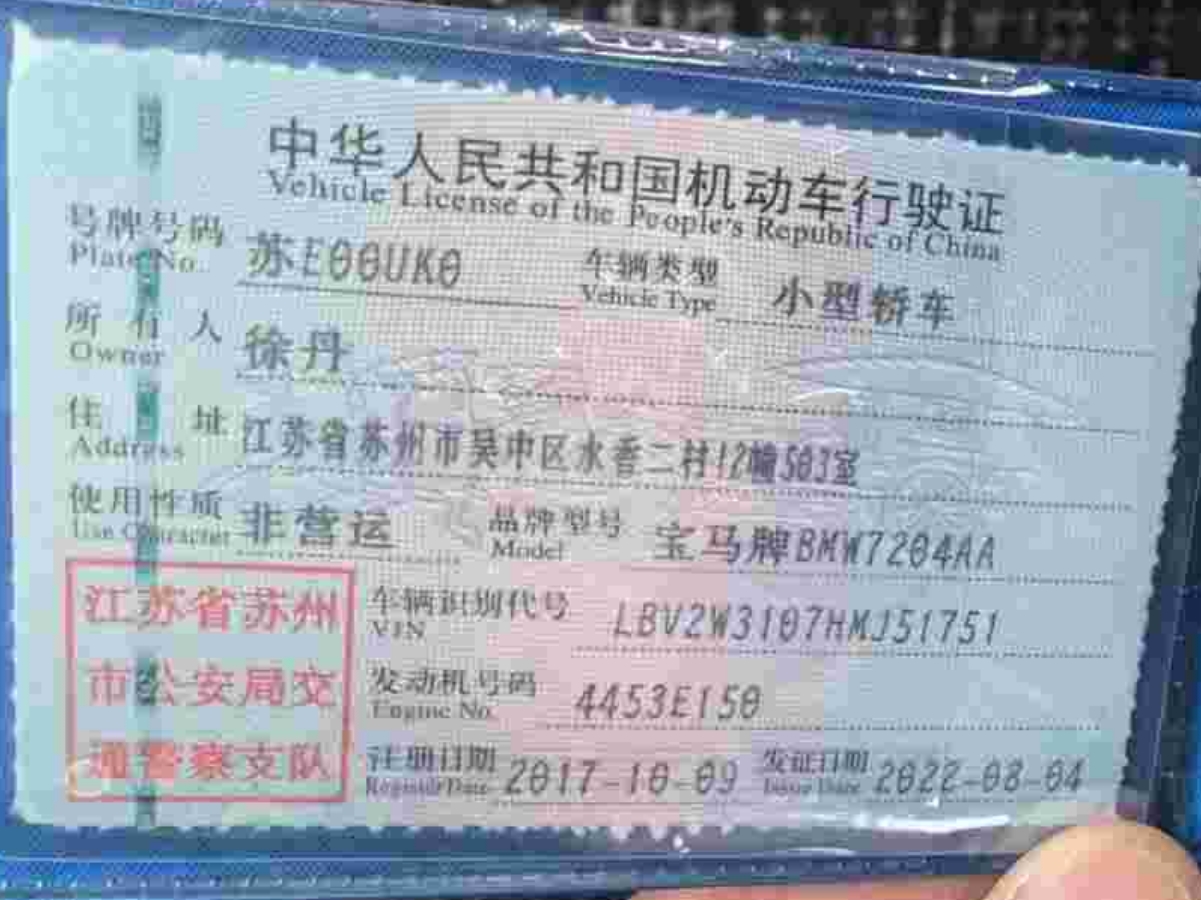 中华人民共和国机动车行驶证
Vehicle License of the People's Republic of China
号牌号码 苏E00UK0 车辆类型 小型轿车
Plate No. Vehicle Type
所有人 徐丹
Owner
住址 江苏省苏州市吴中区水香二村12幢503室
Address
使用性质 非营运 品牌型号 宝马牌BMW7204AA
Use Character Model
江苏省苏州 车辆识别代号 LBV2W3107HMJ51751
VIN
市公安局交 发动机号码 4453E150
Engine No.
通警察支队 注册日期 2017-10-09 发证日期 2022-08-04
Register Date Issue Date